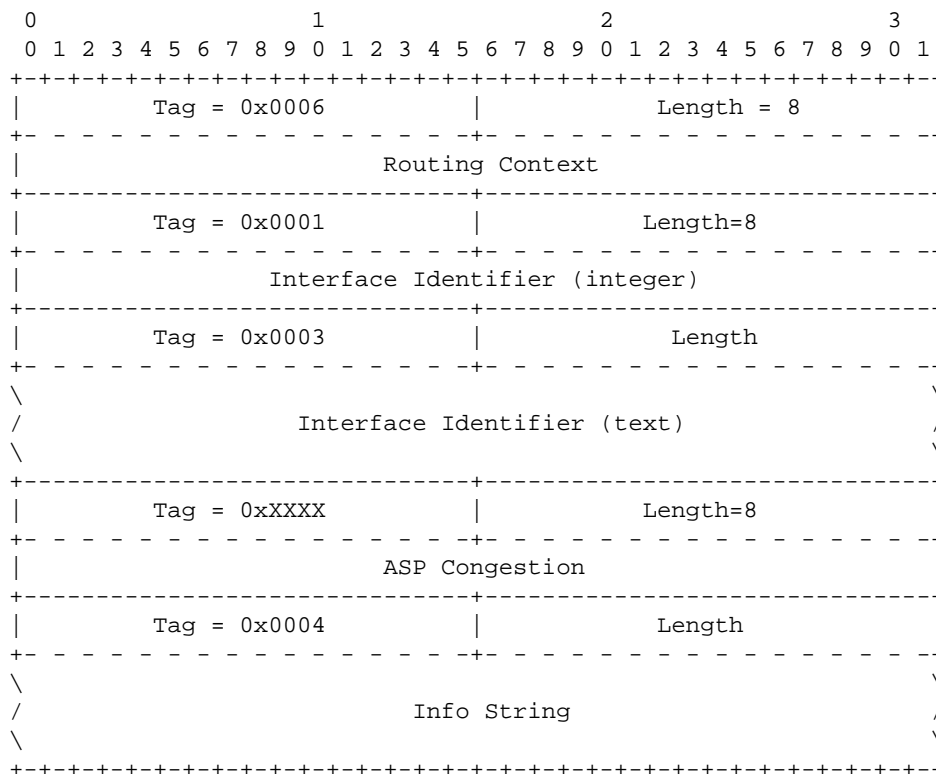 0 1 2 3
0 1 2 3 4 5 6 7 8 9 0 1 2 3 4 5 6 7 8 9 0 1 2 3 4 5 6 7 8 9 0 1
+-+-+-+-+-+-+-+-+-+-+-+-+-+-+-+-+-+-+-+-+-+-+-+-+-+-+-+-+-+-+-+--
| Tag = 0x0006 | Length = 8
+- - - - - - - - - - - - - - - -+- - - - - - - - - - - - - - - --
| Routing Context
+-------------------------------+--------------------------------
| Tag = 0x0001 | Length=8
+- - - - - - - - - - - - - - - -+- - - - - - - - - - - - - - - --
| Interface Identifier (integer)
+-------------------------------+--------------------------------
| Tag = 0x0003 | Length
+- - - - - - - - - - - - - - - -+- - - - - - - - - - - - - - - --
\ \
/ Interface Identifier (text) /
\ \
+-------------------------------+--------------------------------
| Tag = 0xXXXX | Length=8
+- - - - - - - - - - - - - - - -+- - - - - - - - - - - - - - - --
| ASP Congestion
+-------------------------------+--------------------------------
| Tag = 0x0004 | Length
+- - - - - - - - - - - - - - - -+- - - - - - - - - - - - - - - --
\ \
/ Info String /
\ \
+-+-+-+-+-+-+-+-+-+-+-+-+-+-+-+-+-+-+-+-+-+-+-+-+-+-+-+-+-+-+-+--